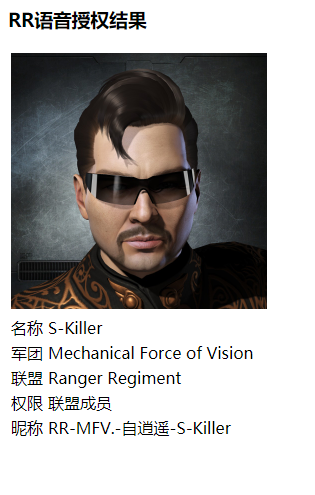 RR语音授权结果
名称 S-Killer
军团 Mechanical Force of Vision
联盟 Ranger Regiment
权限 联盟成员
昵称 RR-MFV.-自逍遥-S-Killer